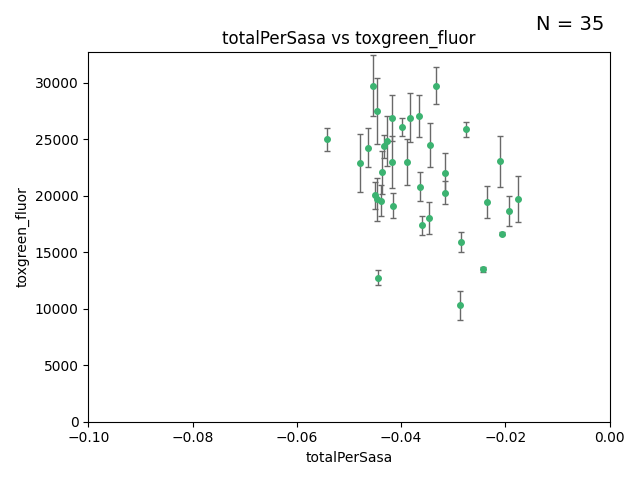 N = 35
totalPerSasa vs toxgreen_fluor
toxgreen_fluor
30000
25000
20000
15000
10000
5000
0
−0.10 −0.08 −0.06 −0.04 −0.02 0.00
totalPerSasa